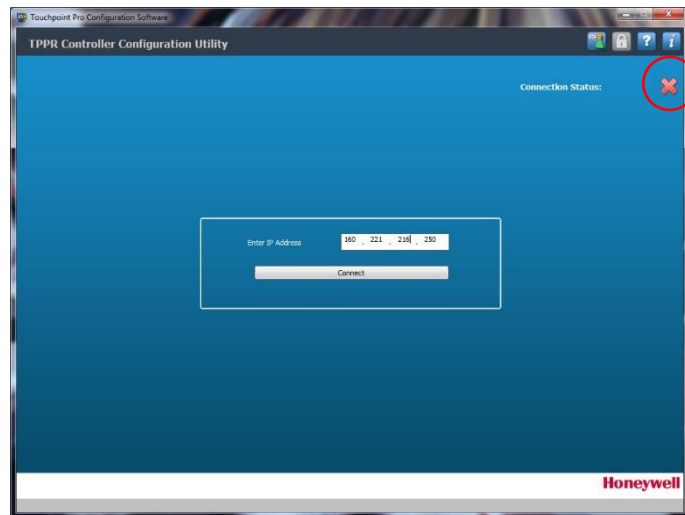 Touchpoint Pro Configuration Software
TPPR Controller Configuration Utility
? i
Connection Status:
Enter IP Address 160 . 221 . 216 . 250
Connect
Honeywell